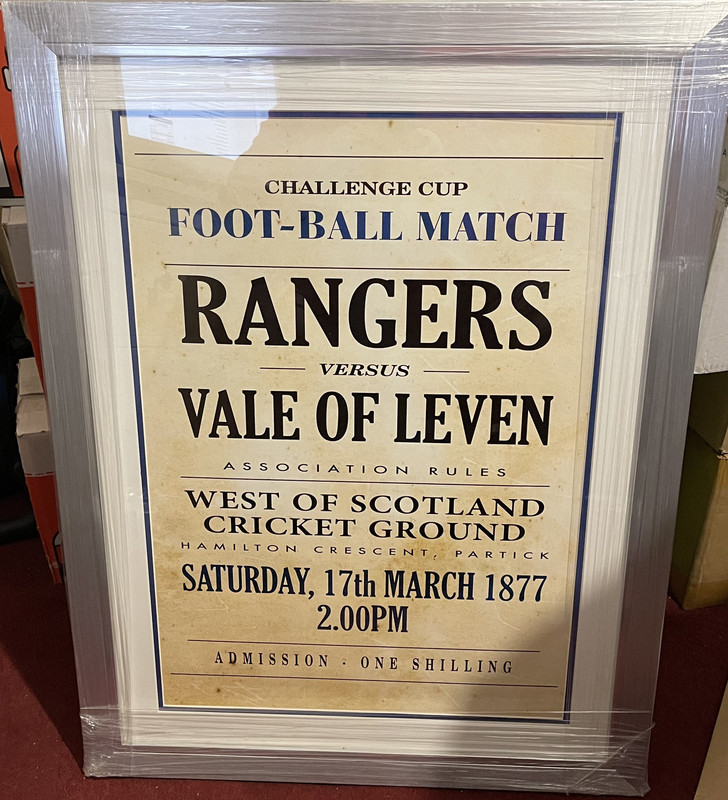 CHALLENGE CUP
FOOT-BALL MATCH
RANGERS
VERSUS
VALE OF LEVEN
ASSOCIATION RULES
WEST OF SCOTLAND
CRICKET GROUND
HAMILTON CRESCENT, PARTICK
SATURDAY, 17th MARCH 1877
2.00PM
ADMISSION - ONE SHILLING